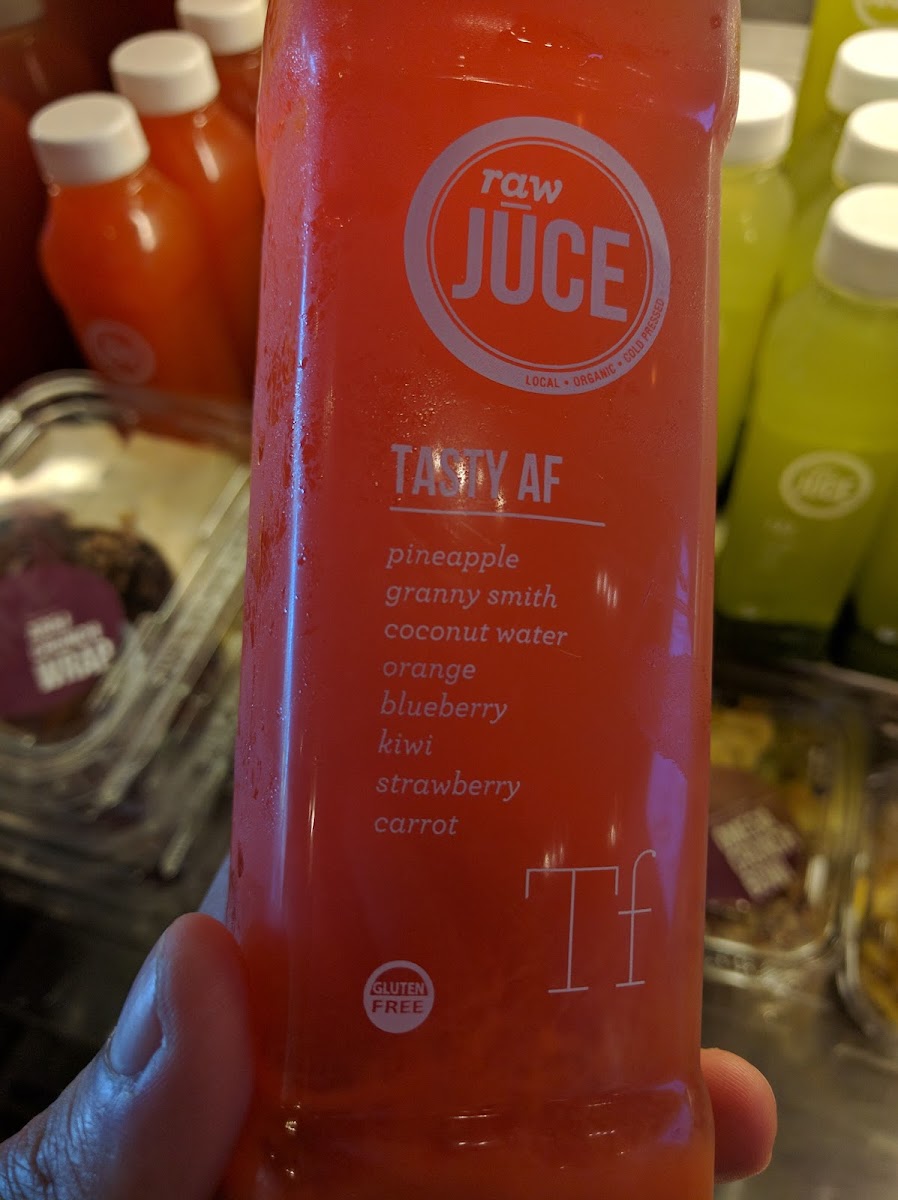 raw
JŪCE
LOCAL • ORGANIC • COLD PRESSED
TASTY AF
pineapple
granny smith
coconut water
orange
blueberry
kiwi
strawberry
carrot
Tf
GLUTEN
FREE
WRAP
JŪCE